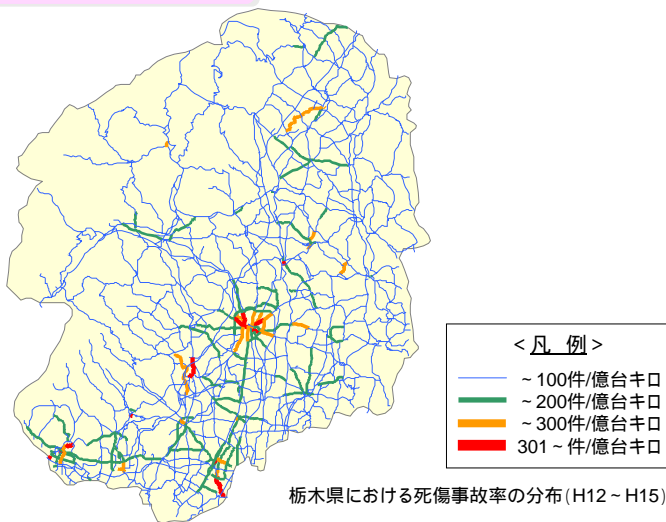 <凡 例>
~100件/億台キロ
~200件/億台キロ
~300件/億台キロ
301~件/億台キロ
栃木県における死傷事故率の分布(H12~H15)